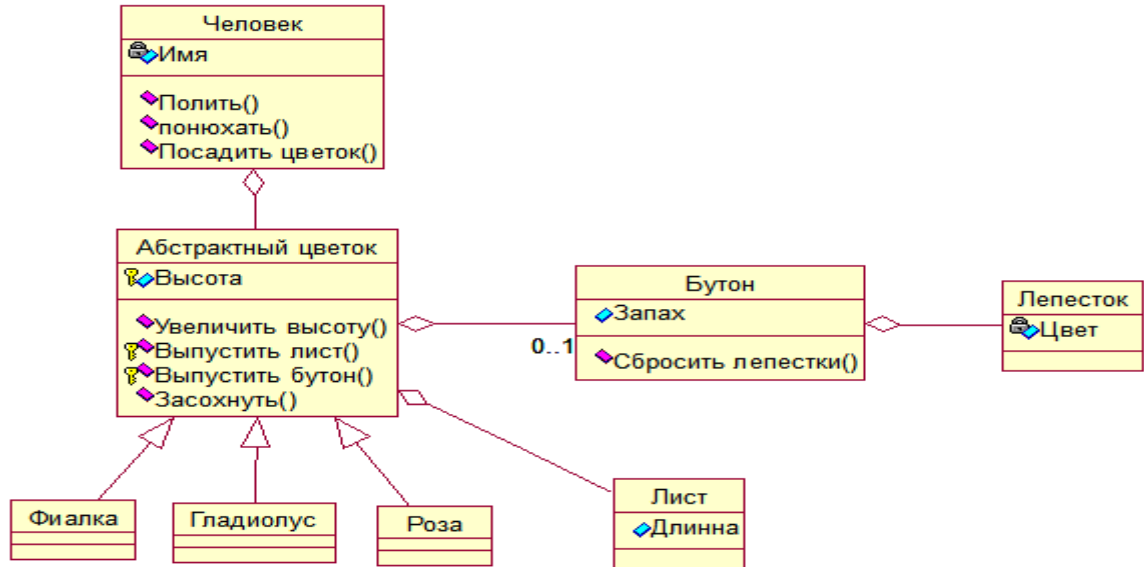 Человек
Имя
Полить()
понюхать()
Посадить цветок()
Абстрактный цветок
Высота
Увеличить высоту()
Выпустить лист()
Выпустить бутон()
Засохнуть()
0..1
Бутон
Запах
Сбросить лепестки()
Лепесток
Цвет
Фиалка
Гладиолус
Роза
Лист
Длинна